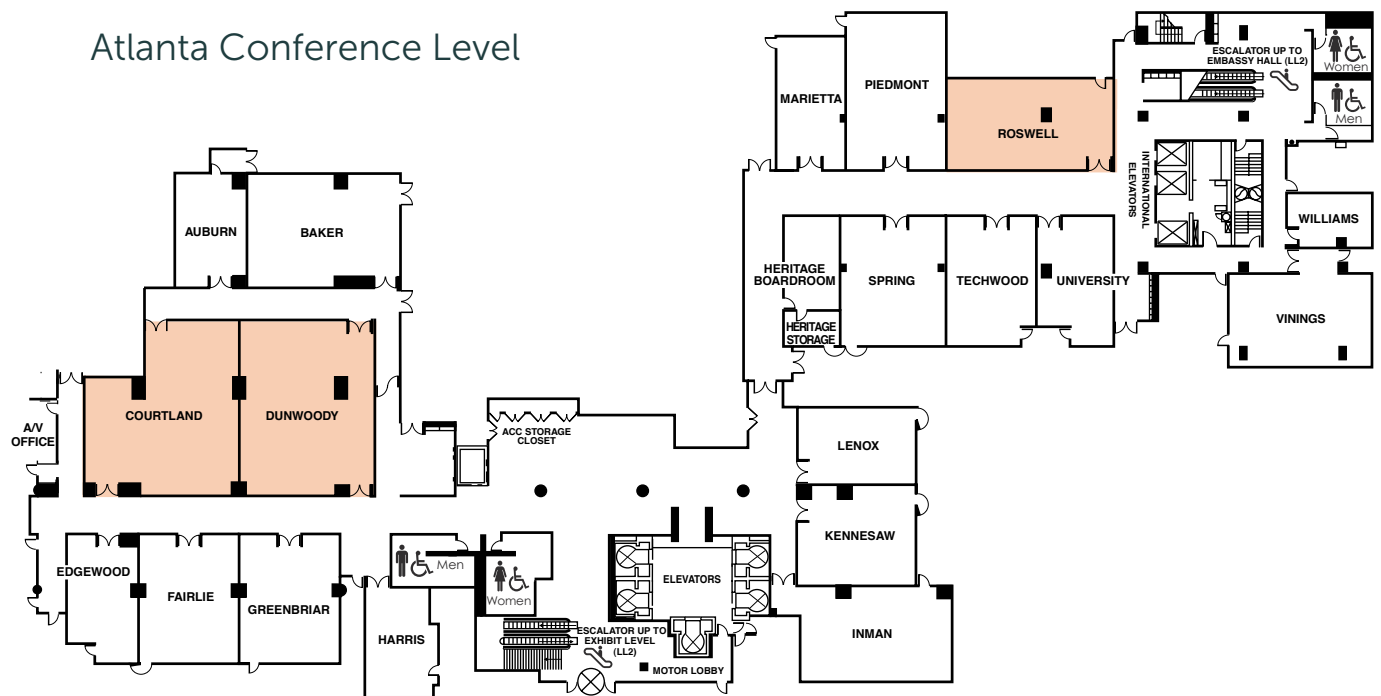 Atlanta Conference Level
ESCALATOR UP TO
EMBASSY HALL (LL2)
Women
Men
MARIETTA
PIEDMONT
ROSWELL
INTERNATIONAL
ELEVATORS
WILLIAMS
AUBURN
BAKER
HERITAGE
BOARDROOM
SPRING
TECHWOOD
UNIVERSITY
VININGS
HERITAGE
STORAGE
COURTLAND
DUNWOODY
A/V
OFFICE
ACC STORAGE
CLOSET
LENOX
KENNESAW
EDGEWOOD
FAIRLIE
GREENBRIAR
Men
Women
ELEVATORS
HARRIS
ESCALATOR UP TO
EXHIBIT LEVEL
(LL2)
MOTOR LOBBY
INMAN